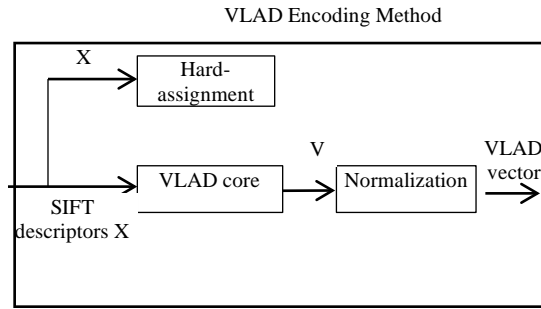 VLAD Encoding Method
X
Hard-
assignment
V
VLAD
vector
VLAD core
Normalization
SIFT
descriptors X